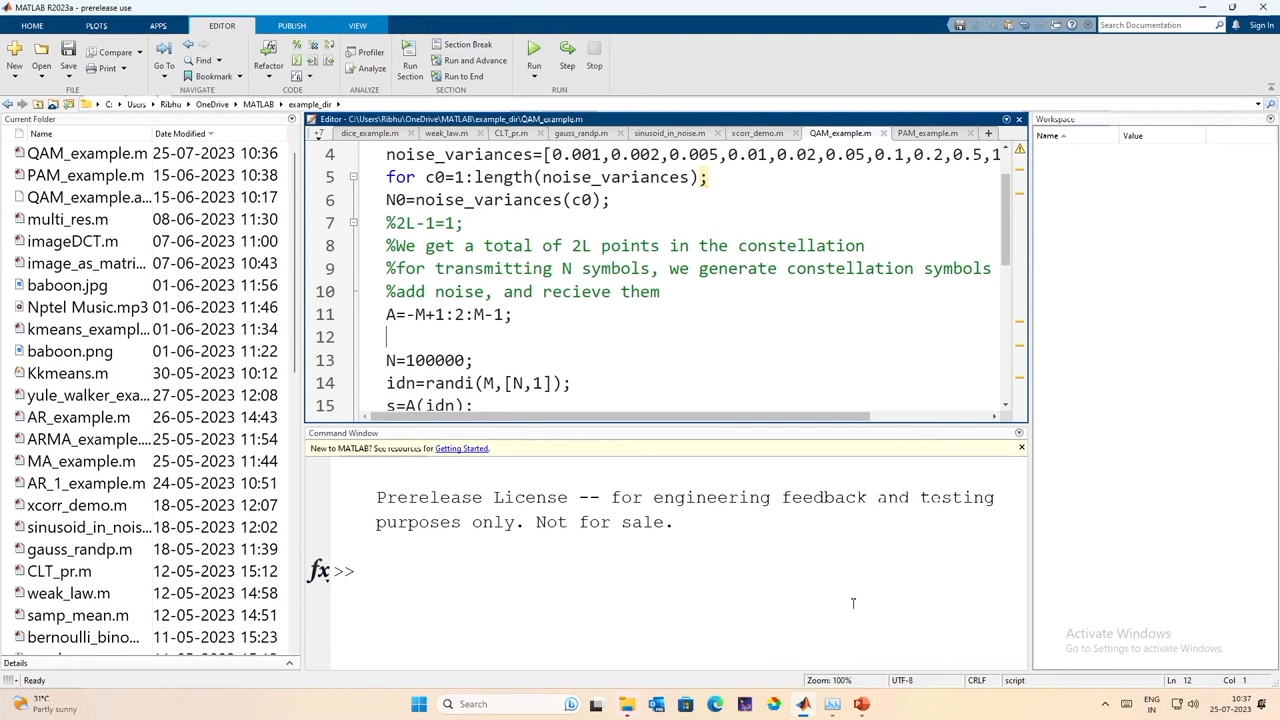 MATLAB R2023a - prerelease use
HOME PLOTS APPS EDITOR PUBLISH VIEW Search Documentation Sign In
New Open Save Compare Print Go To Find Bookmark Refactor Profiler Analyze Run Section Section Break Run and Advance Run to End Run Step Stop
FILE NAVIGATE CODE ANALYZE SECTION RUN
C: Users Ribhu OneDrive MATLAB example_dir
Current Folder
Name Date Modified
QAM_example.m 25-07-2023 10:36
PAM_example.m 15-06-2023 10:38
QAM_example.a... 15-06-2023 10:17
multi_res.m 08-06-2023 11:30
imageDCT.m 07-06-2023 11:00
image_as_matri... 07-06-2023 10:43
baboon.jpg 01-06-2023 11:56
Nptel Music.mp3 01-06-2023 11:46
kmeans_exampl... 01-06-2023 11:34
baboon.png 01-06-2023 11:22
Kkmeans.m 30-05-2023 10:12
yule_walker_exa... 27-05-2023 12:08
AR_example.m 26-05-2023 14:43
ARMA_example.... 25-05-2023 11:54
MA_example.m 25-05-2023 11:44
AR_1_example.m 24-05-2023 10:51
xcorr_demo.m 18-05-2023 12:07
sinusoid_in_nois... 18-05-2023 12:02
gauss_randp.m 18-05-2023 11:39
CLT_pr.m 12-05-2023 15:12
weak_law.m 12-05-2023 14:58
samp_mean.m 12-05-2023 14:51
bernoulli_bino... 11-05-2023 15:23
Details
Editor - C:\Users\Ribhu\OneDrive\MATLAB\example_dir\QAM_example.m
+7 dice_example.m weak_law.m CLT_pr.m gauss_randp.m sinusoid_in_noise.m xcorr_demo.m QAM_example.m PAM_example.m
4 noise_variances=[0.001,0.002,0.005,0.01,0.02,0.05,0.1,0.2,0.5,1
5 for c0=1:length(noise_variances);
6 N0=noise_variances(c0);
7 %2L-1=1;
8 %We get a total of 2L points in the constellation
9 %for transmitting N symbols, we generate constellation symbols
10 %add noise, and recieve them
11 A=-M+1:2:M-1;
12
13 N=100000;
14 idn=randi(M,[N,1]);
15 s=A(idn);
Command Window
New to MATLAB? See resources for Getting Started.
Prerelease License -- for engineering feedback and testing
purposes only. Not for sale.
fx >>
Workspace
Name Value
Activate Windows
Go to Settings to activate Windows.
Ready Zoom: 100% UTF-8 CRLF script Ln 12 Col 1
31°C
Partly sunny
Search
ENG
IN
10:37
25-07-2023